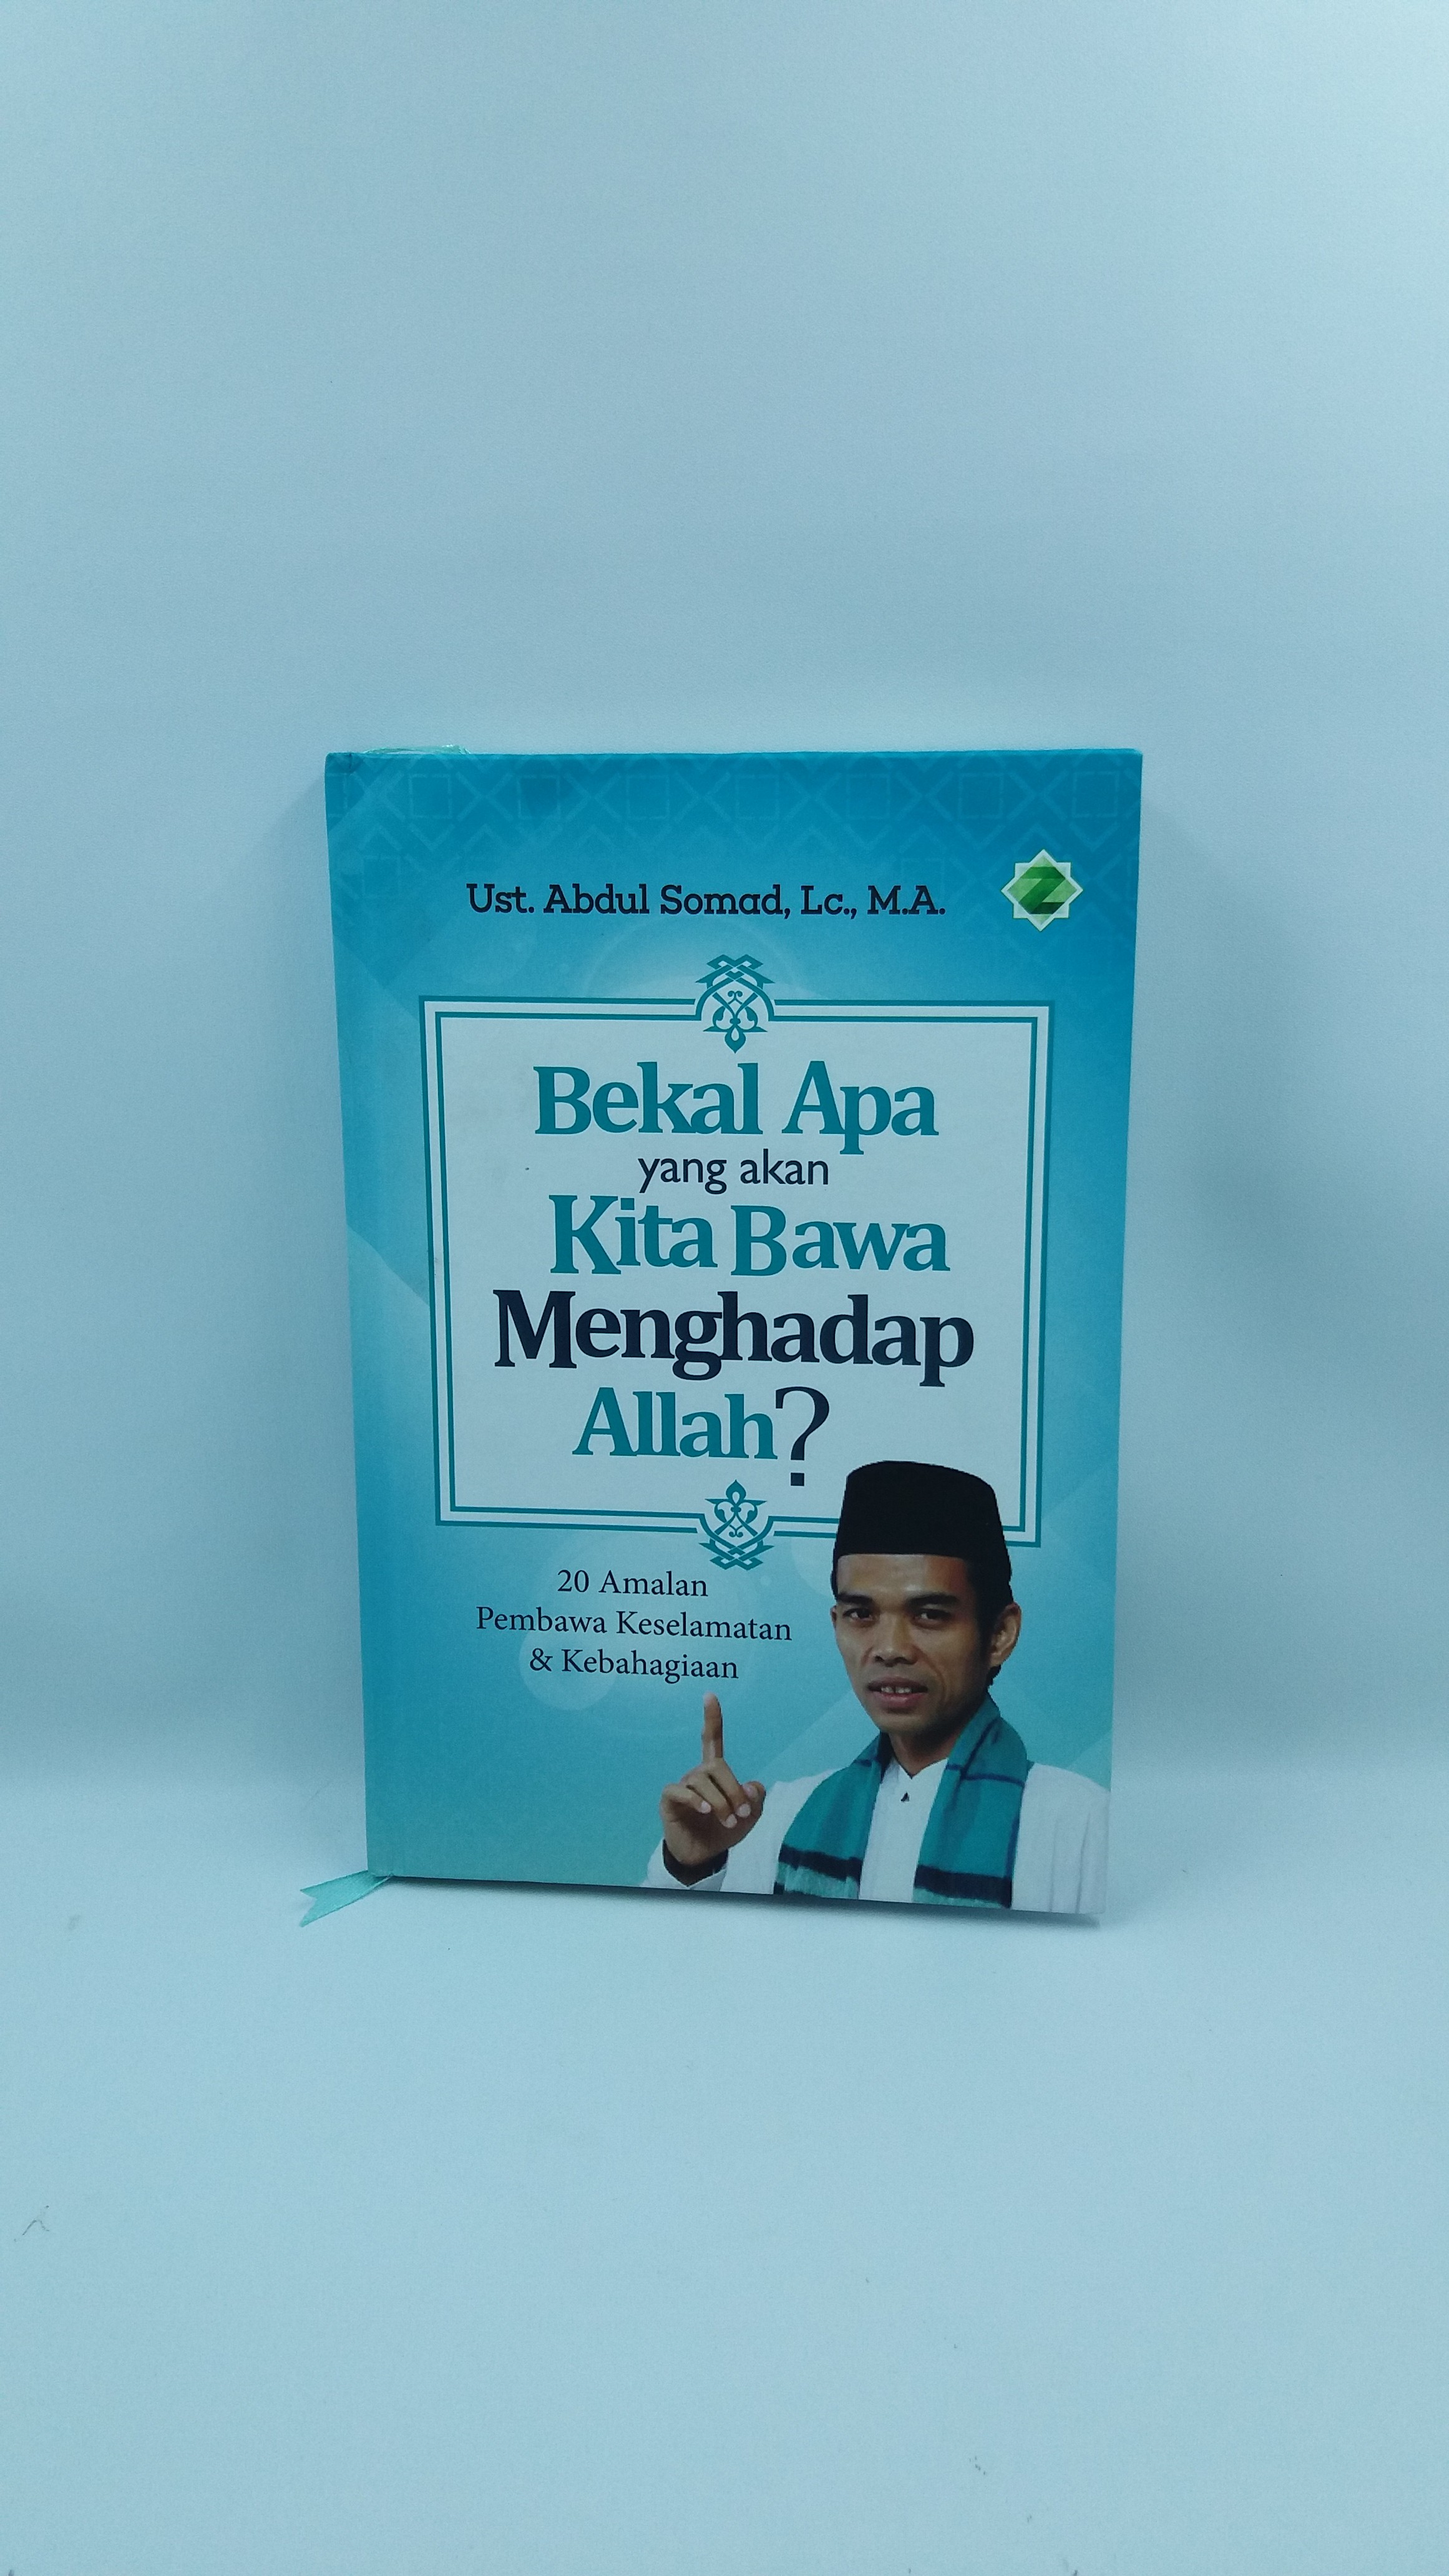 Ust. Abdul Somad, Lc., M.A.
Bekal Apa
yang akan
Kita Bawa
Menghadap
Allah?
20 Amalan
Pembawa Keselamatan
& Kebahagiaan